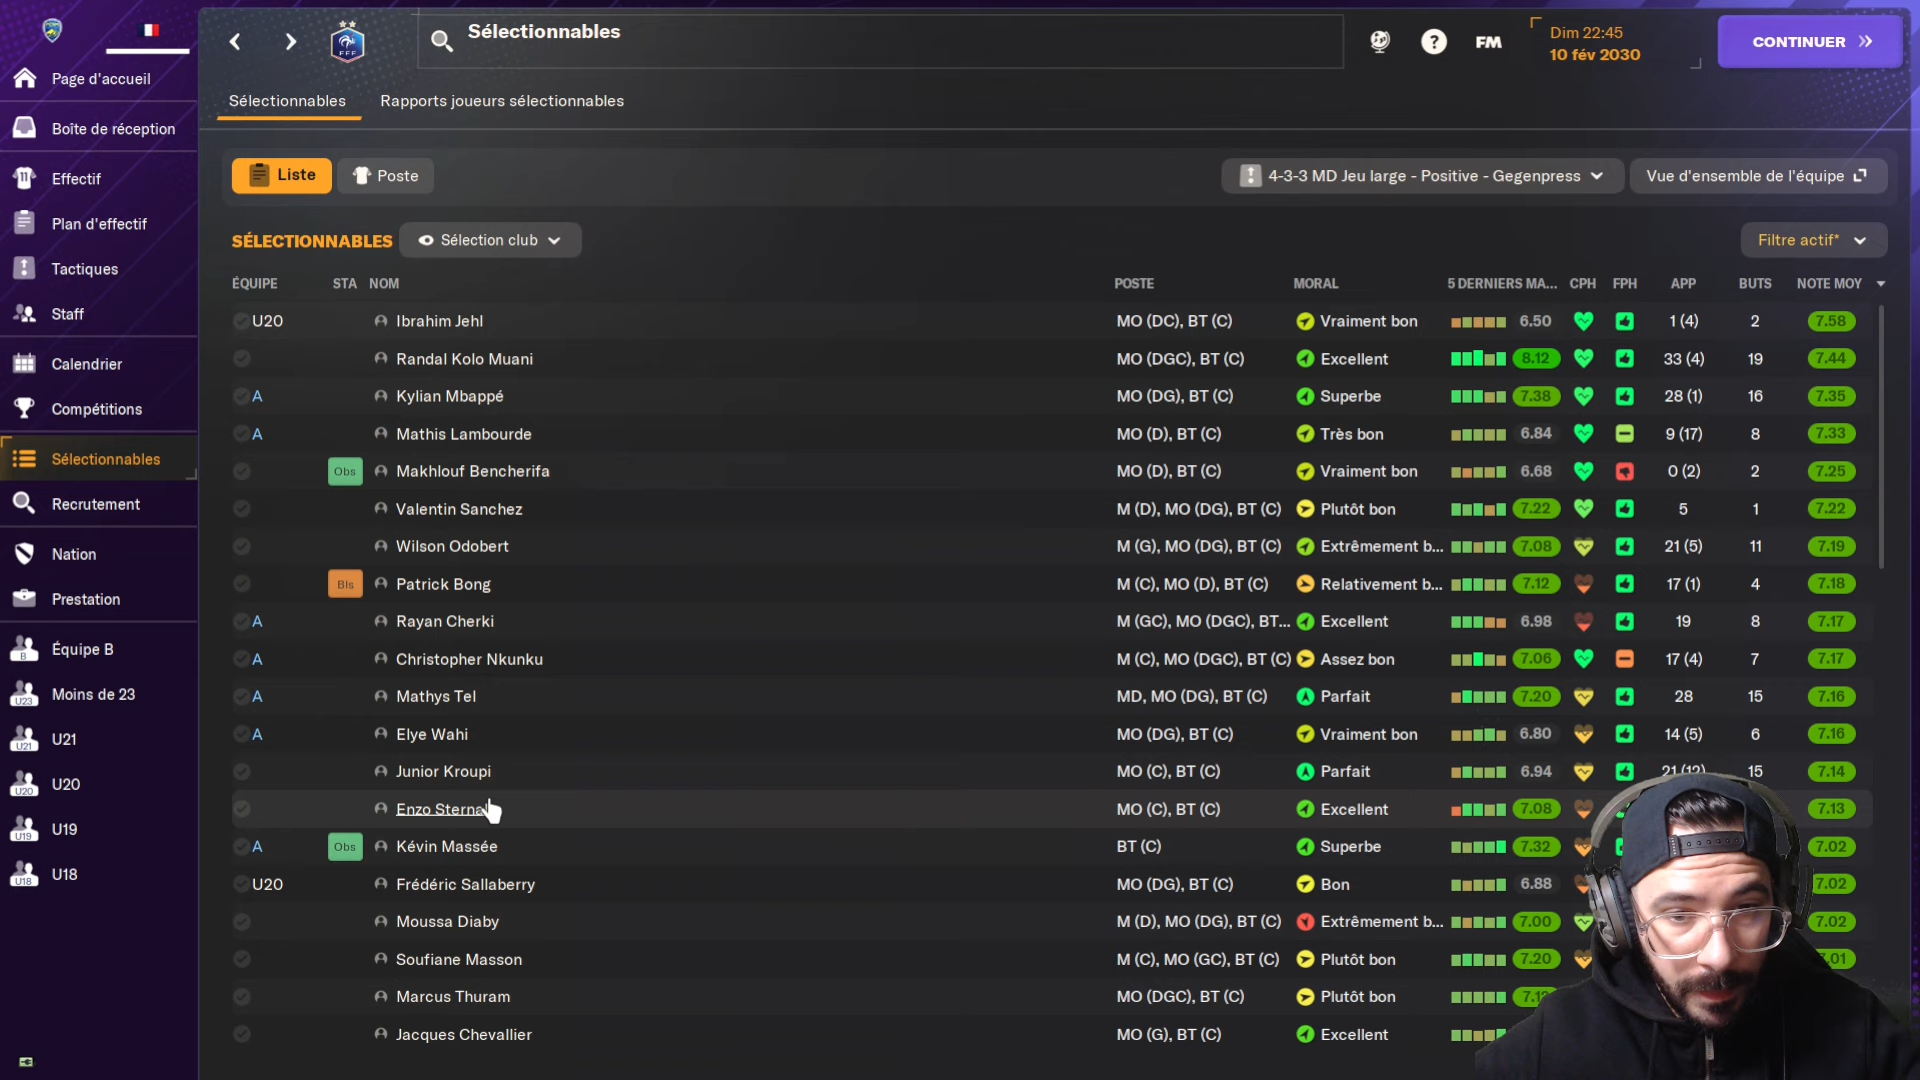 Sélectionnables
Dim 22:45
10 fév 2030
CONTINUER
FM
?
FFF
Page d'accueil
Boîte de réception
Effectif
Plan d'effectif
Tactiques
Staff
Calendrier
Compétitions
Sélectionnables
Recrutement
Nation
Prestation
B Équipe B
U23 Moins de 23
U21 U21
U20 U20
U19 U19
U18 U18
Sélectionnables Rapports joueurs sélectionnables
Liste Poste 4-3-3 MD Jeu large - Positive - Gegenpress Vue d'ensemble de l'équipe
SÉLECTIONNABLES Sélection club Filtre actif*
ÉQUIPE STA NOM POSTE MORAL 5 DERNIERS MA... CPH FPH APP BUTS NOTE MOY
U20 Ibrahim Jehl MO (DC), BT (C) Vraiment bon 6.50 1 (4) 2 7.58
Randal Kolo Muani MO (DGC), BT (C) Excellent 8.12 33 (4) 19 7.44
A Kylian Mbappé MO (DG), BT (C) Superbe 7.38 28 (1) 16 7.35
A Mathis Lambourde MO (D), BT (C) Très bon 6.84 9 (17) 8 7.33
Obs Makhlouf Bencherifa MO (D), BT (C) Vraiment bon 6.68 0 (2) 2 7.25
Valentin Sanchez M (D), MO (DG), BT (C) Plutôt bon 7.22 5 1 7.22
Wilson Odobert M (G), MO (DG), BT (C) Extrêmement b... 7.08 21 (5) 11 7.19
Bls Patrick Bong M (C), MO (D), BT (C) Relativement b... 7.12 17 (1) 4 7.18
A Rayan Cherki M (GC), MO (DGC), BT... Excellent 6.98 19 8 7.17
A Christopher Nkunku M (C), MO (DGC), BT (C) Assez bon 7.06 17 (4) 7 7.17
A Mathys Tel MD, MO (DG), BT (C) Parfait 7.20 28 15 7.16
A Elye Wahi MO (DG), BT (C) Vraiment bon 6.80 14 (5) 6 7.16
Junior Kroupi MO (C), BT (C) Parfait 6.94 21 (12) 15 7.14
Enzo Sterna MO (C), BT (C) Excellent 7.08 7.13
A Obs Kévin Massée BT (C) Superbe 7.32 7.02
U20 Frédéric Sallaberry MO (DG), BT (C) Bon 6.88 7.02
Moussa Diaby M (D), MO (DG), BT (C) Extrêmement b... 7.00 7.02
Soufiane Masson M (C), MO (GC), BT (C) Plutôt bon 7.20 7.01
Marcus Thuram MO (DGC), BT (C) Plutôt bon
Jacques Chevallier MO (G), BT (C) Excellent